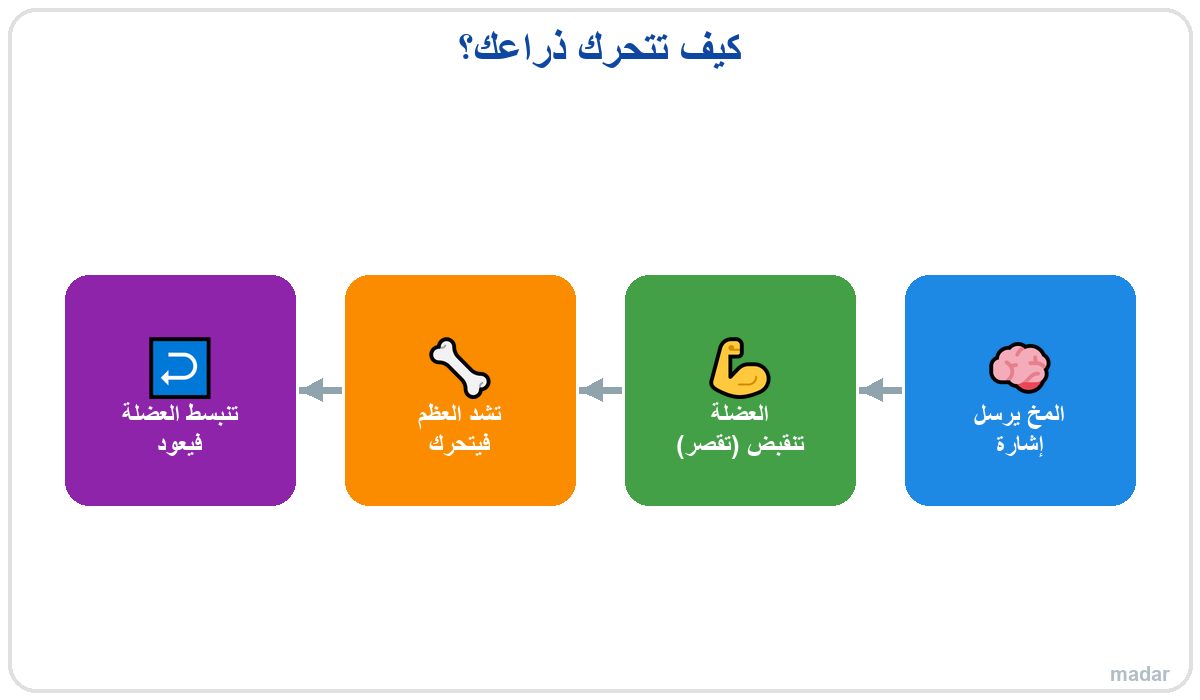 كيف تتحرك ذراعك؟
المخ يرسل
إشارة
العضلة
تنقبض (تقصر)
تشد العظم
فيتحرك
تنبسط العضلة
فيعود
madar